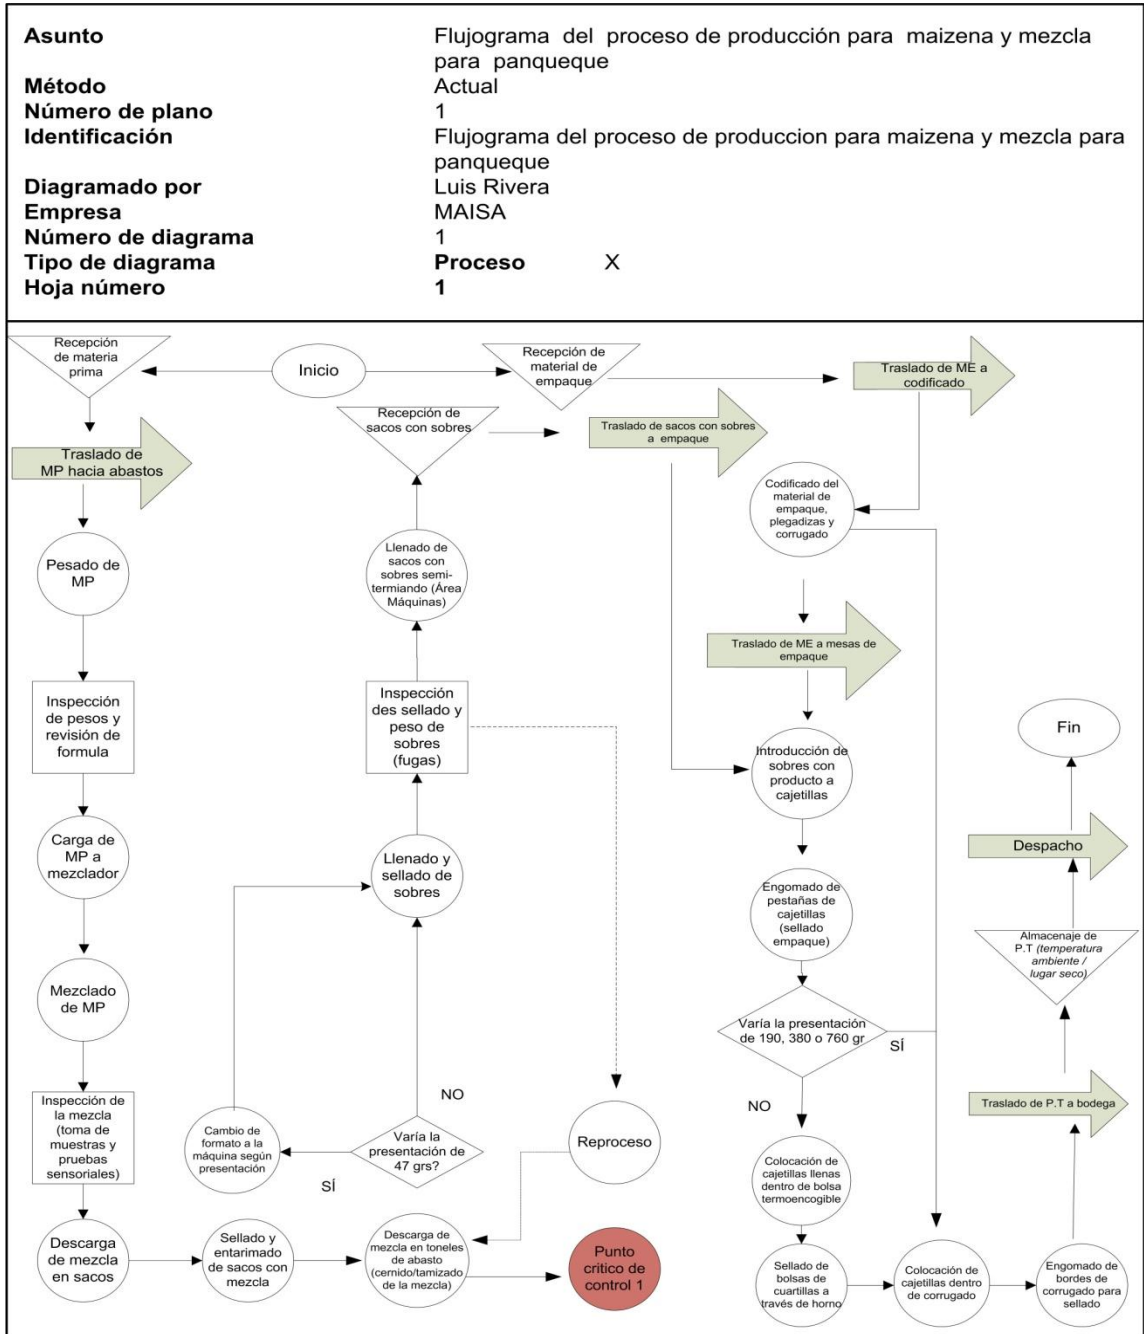 Asunto Flujograma del proceso de producción para maizena y mezcla
para panqueque
Método Actual
Número de plano 1
Identificación Flujograma del proceso de produccion para maizena y mezcla para
panqueque
Diagramado por Luis Rivera
Empresa MAISA
Número de diagrama 1
Tipo de diagrama Proceso X
Hoja número 1
Recepción
de materia
prima
Inicio
Recepción de
material de
empaque
Traslado de ME a
codificado
Recepción de
sacos con sobres
Traslado de sacos con sobres
a empaque
Traslado de
MP hacia abastos
Codificado del
material de
empaque,
plegadizas y
corrugado
Pesado de
MP
Llenado de
sacos con
sobres semi-
termiando (Área
Máquinas)
Traslado de ME a mesas de
empaque
Inspección
de pesos y
revisión de
formula
Inspección
des sellado y
peso de
sobres
(fugas)
Fin
Introducción de
sobres con
producto a
cajetillas
Carga de
MP a
mezclador
Llenado y
sellado de
sobres
Despacho
Engomado de
pestañas de
cajetillas
(sellado
empaque)
Almacenaje de
P.T (temperatura
ambiente /
lugar seco)
Mezclado
de MP
Varía la presentación
de 190, 380 o 760 gr
SÍ
NO
Inspección de
la mezcla
(toma de
muestras y
pruebas
sensoriales)
Cambio de
formato a la
máquina según
presentación
SÍ
Varía la
presentación de
47 grs?
NO
Reproceso
Traslado de P.T a bodega
Colocación de
cajetillas llenas
dentro de bolsa
termoencogible
Descarga
de mezcla
en sacos
Sellado y
entarimado
de sacos con
mezcla
Descarga de
mezcla en toneles
de abasto
(cernido/tamizado
de la mezcla)
Punto
critico de
control 1
Sellado de
bolsas de
cuartillas a
través de horno
Colocación de
cajetillas dentro
de corrugado
Engomado de
bordes de
corrugado para
sellado